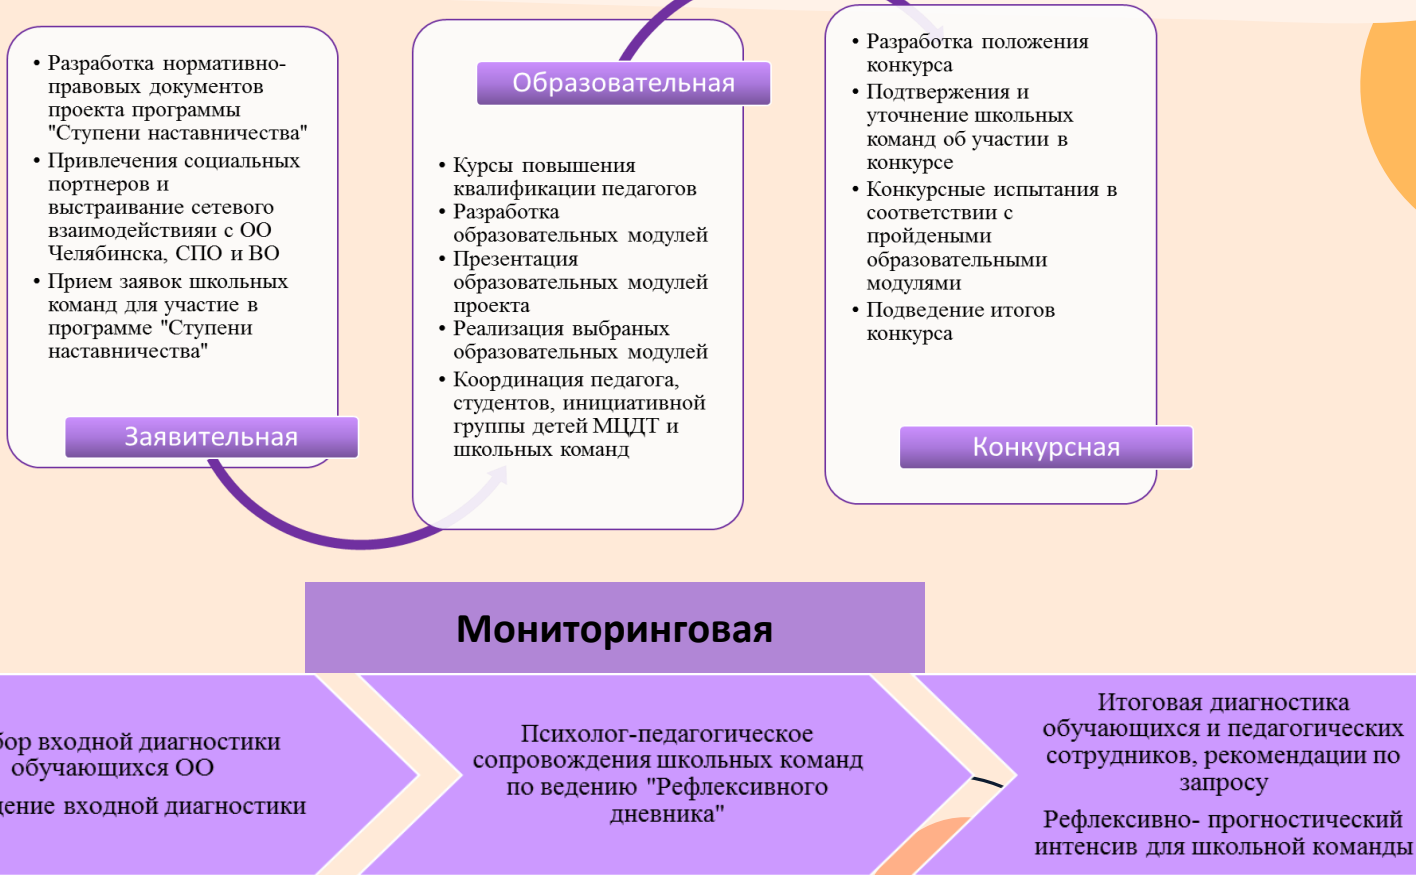 • Разработка нормативно-
правовых документов
проекта программы
"Ступени наставничества"
• Привлечения социальных
портнеров и
выстраивание сетевого
взаимодействияи с ОО
Челябинска, СПО и ВО
• Прием заявок школьных
команд для участие в
программе "Ступени
наставничества"
Заявительная
Образовательная
• Курсы повышения
квалификации педагогов
• Разработка
образовательных модулей
• Презентация
образовательных модулей
проекта
• Реализация выбраных
образовательных модулей
• Координация педагога,
студентов, инициативной
группы детей МЦДТ и
школьных команд
• Разработка положения
конкурса
• Подтвержения и
уточнение школьных
команд об участии в
конкурсе
• Конкурсные испытания в
соответствии с
пройдеными
образовательными
модулями
• Подведение итогов
конкурса
Конкурсная
Мониторинговая
входной диагностики
обучающихся ОО
входной диагностики
Психолог-педагогическое
сопровождения школьных команд
по ведению "Рефлексивного
дневника"
Итоговая диагностика
обучающихся и педагогических
сотрудников, рекомендации по
запросу
Рефлексивно- прогностический
интенсив для школьной команды